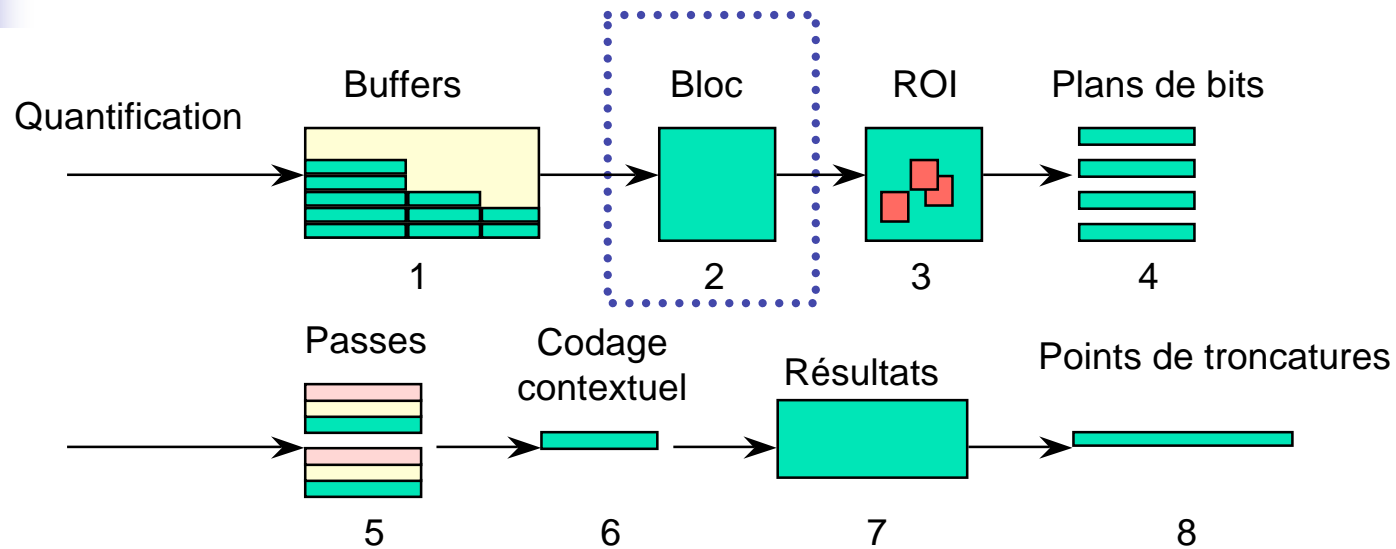 Quantification
Buffers
Bloc
ROI
Plans de bits
1
2
3
4
Passes
Codage
contextuel
Résultats
Points de troncatures
5
6
7
8